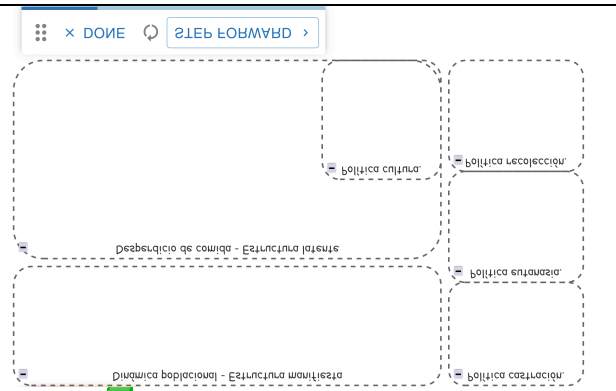 Dinámica poblacional - Estructura manifiesta
Política castración.
Política eutanasia.
Desperdicio de comida - Estructura latente
Política cultura.
Política recolección.
× DONE
STEP FORWARD >